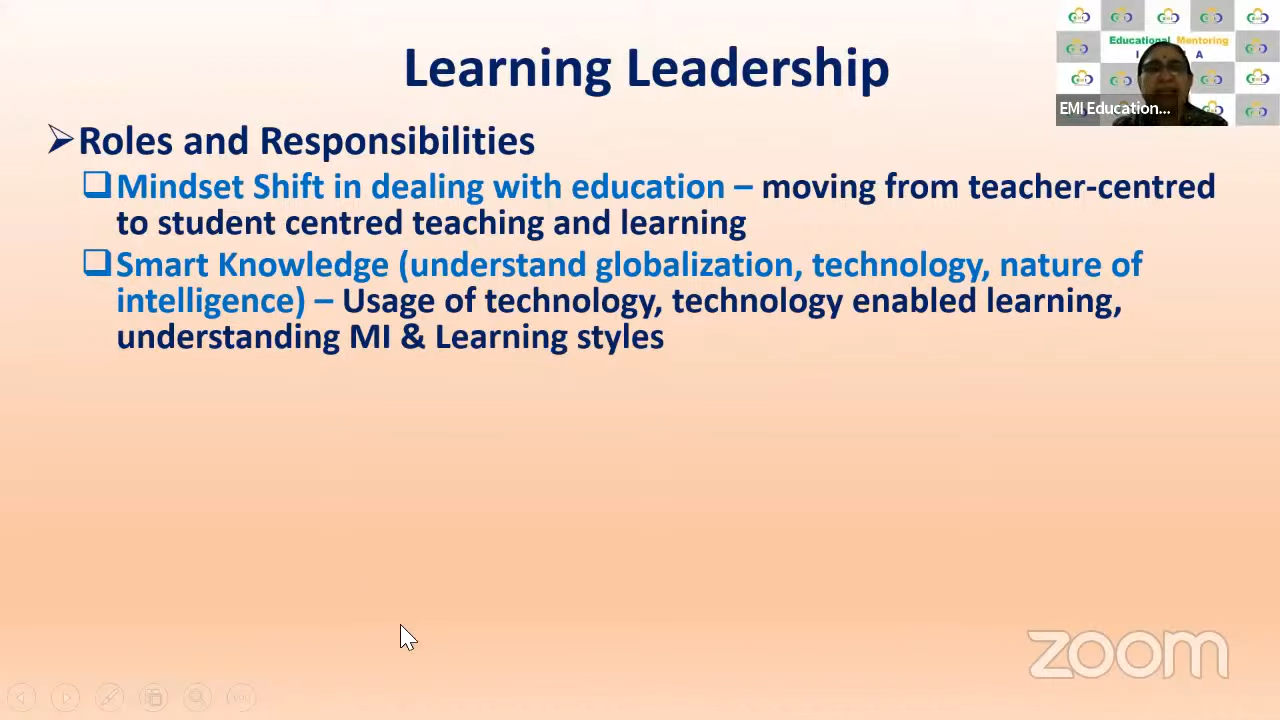 Learning Leadership
Educational Mentoring
EMI Education...
Roles and Responsibilities
Mindset Shift in dealing with education – moving from teacher-centred
to student centred teaching and learning
Smart Knowledge (understand globalization, technology, nature of
intelligence) – Usage of technology, technology enabled learning,
understanding MI & Learning styles
zoom